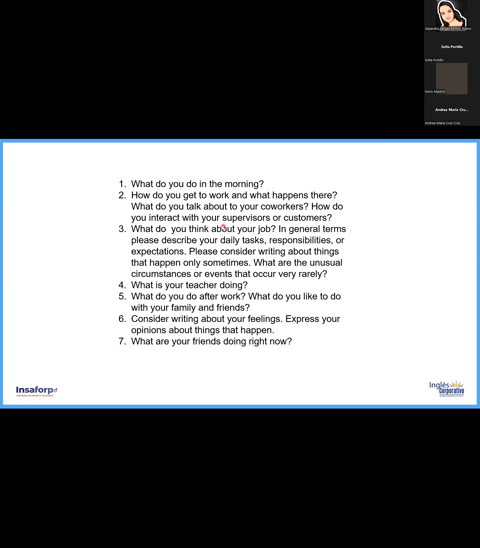 Sofia Portillo
Sofia Portillo
Andrea Maria Cru...
Andrea Maria Cruz Cruz
1. What do you do in the morning?
2. How do you get to work and what happens there?
What do you talk about to your coworkers? How do
you interact with your supervisors or customers?
3. What do you think about your job? In general terms
please describe your daily tasks, responsibilities, or
expectations. Please consider writing about things
that happen only sometimes. What are the unusual
circumstances or events that occur very rarely?
4. What is your teacher doing?
5. What do you do after work? What do you like to do
with your family and friends?
6. Consider writing about your feelings. Express your
opinions about things that happen.
7. What are your friends doing right now?
Insaforp
Inglés
Corporativo